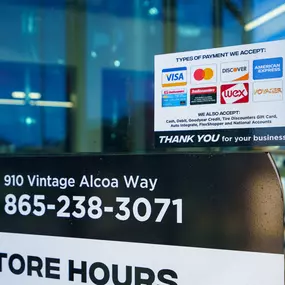 TYPES OF PAYMENT WE ACCEPT:
VISA
DISCOVER
AMERICAN EXPRESS
WEX
VOYAGER
WE ALSO ACCEPT:
Cash, Debit, Goodyear Credit, Tire Discounters Gift Card,
Auto Integrate, FleetShopper and National Accounts
THANK YOU for your business
910 Vintage Alcoa Way
865-238-3071
TORE HOURS